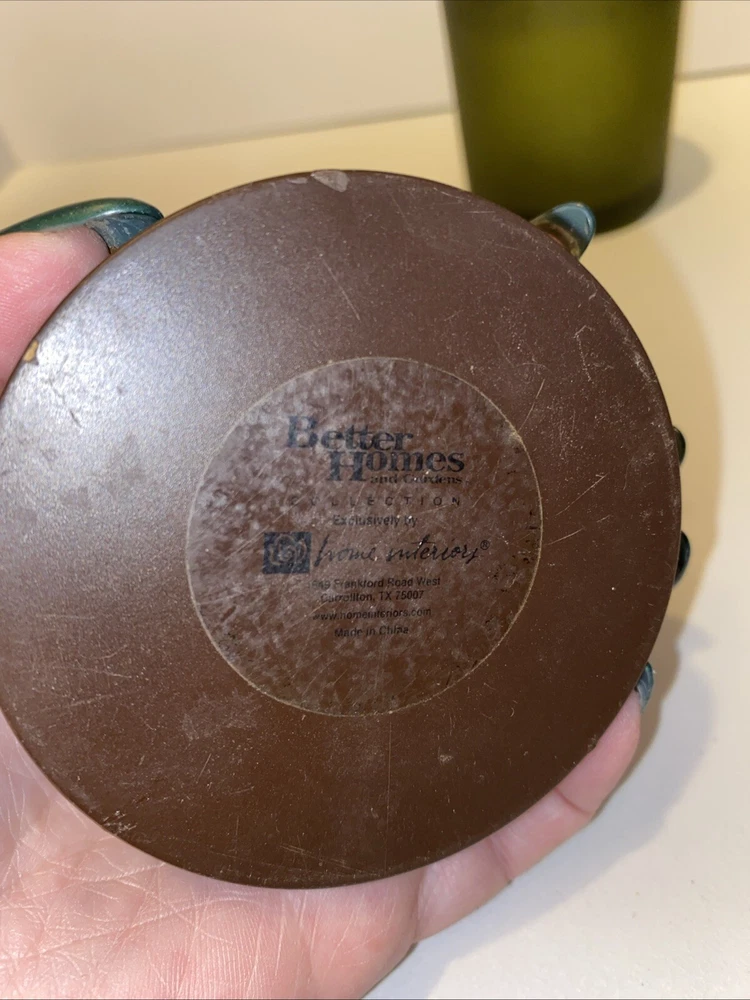 Better
Homes
and Gardens
COLLECTION
Exclusively by
home interiors®
Frankford Road West
Carrollton, TX 75007
www.homeinteriors.com
Made in China